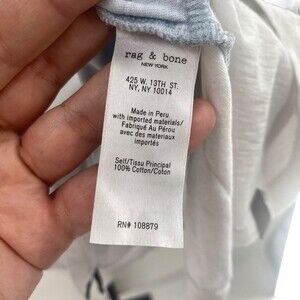 rag & bone
NEW YORK
425 W. 13TH ST.
NY, NY 10014
Made in Peru
with imported materials/
Fabriqué Au Pérou
avec des materiaux
importés
Self/Tissu Principal
100% Cotton/Coton
RN# 108879